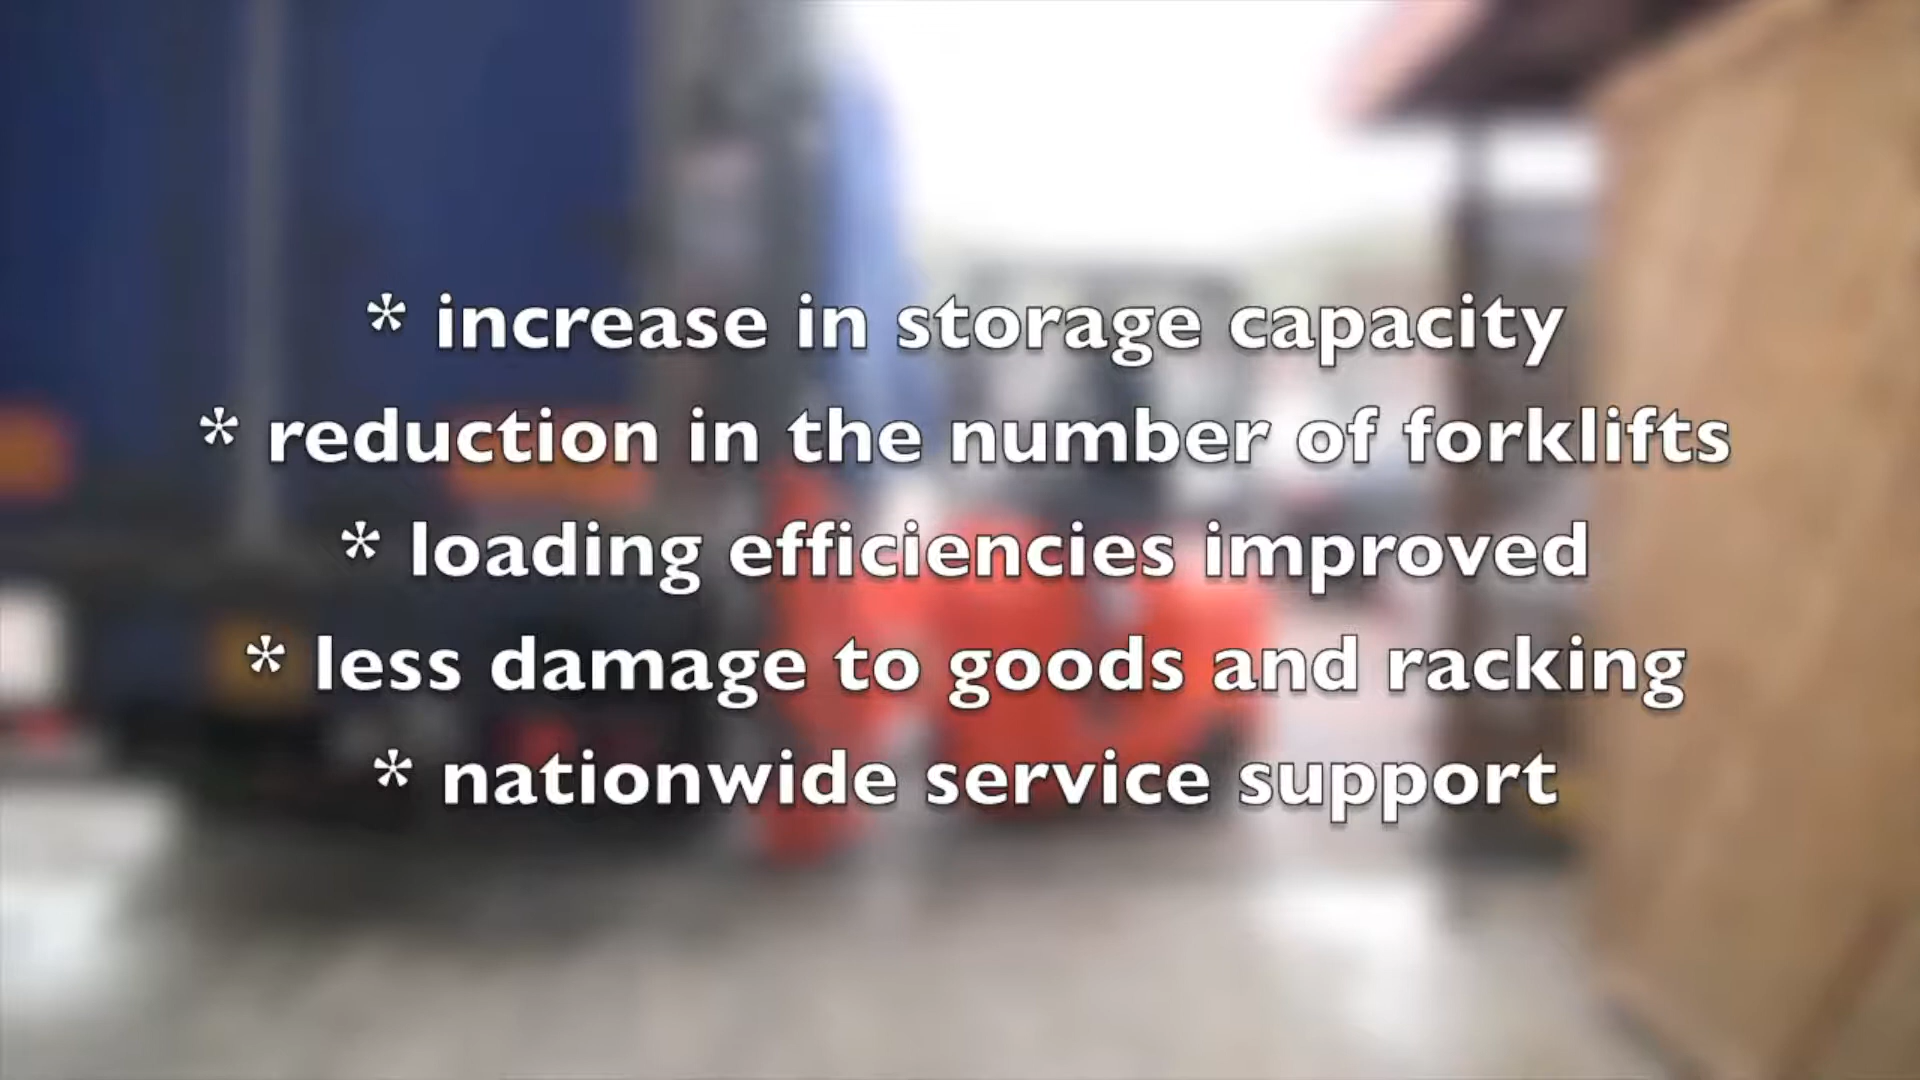 * increase in storage capacity
* reduction in the number of forklifts
* loading efficiencies improved
* less damage to goods and racking
* nationwide service support